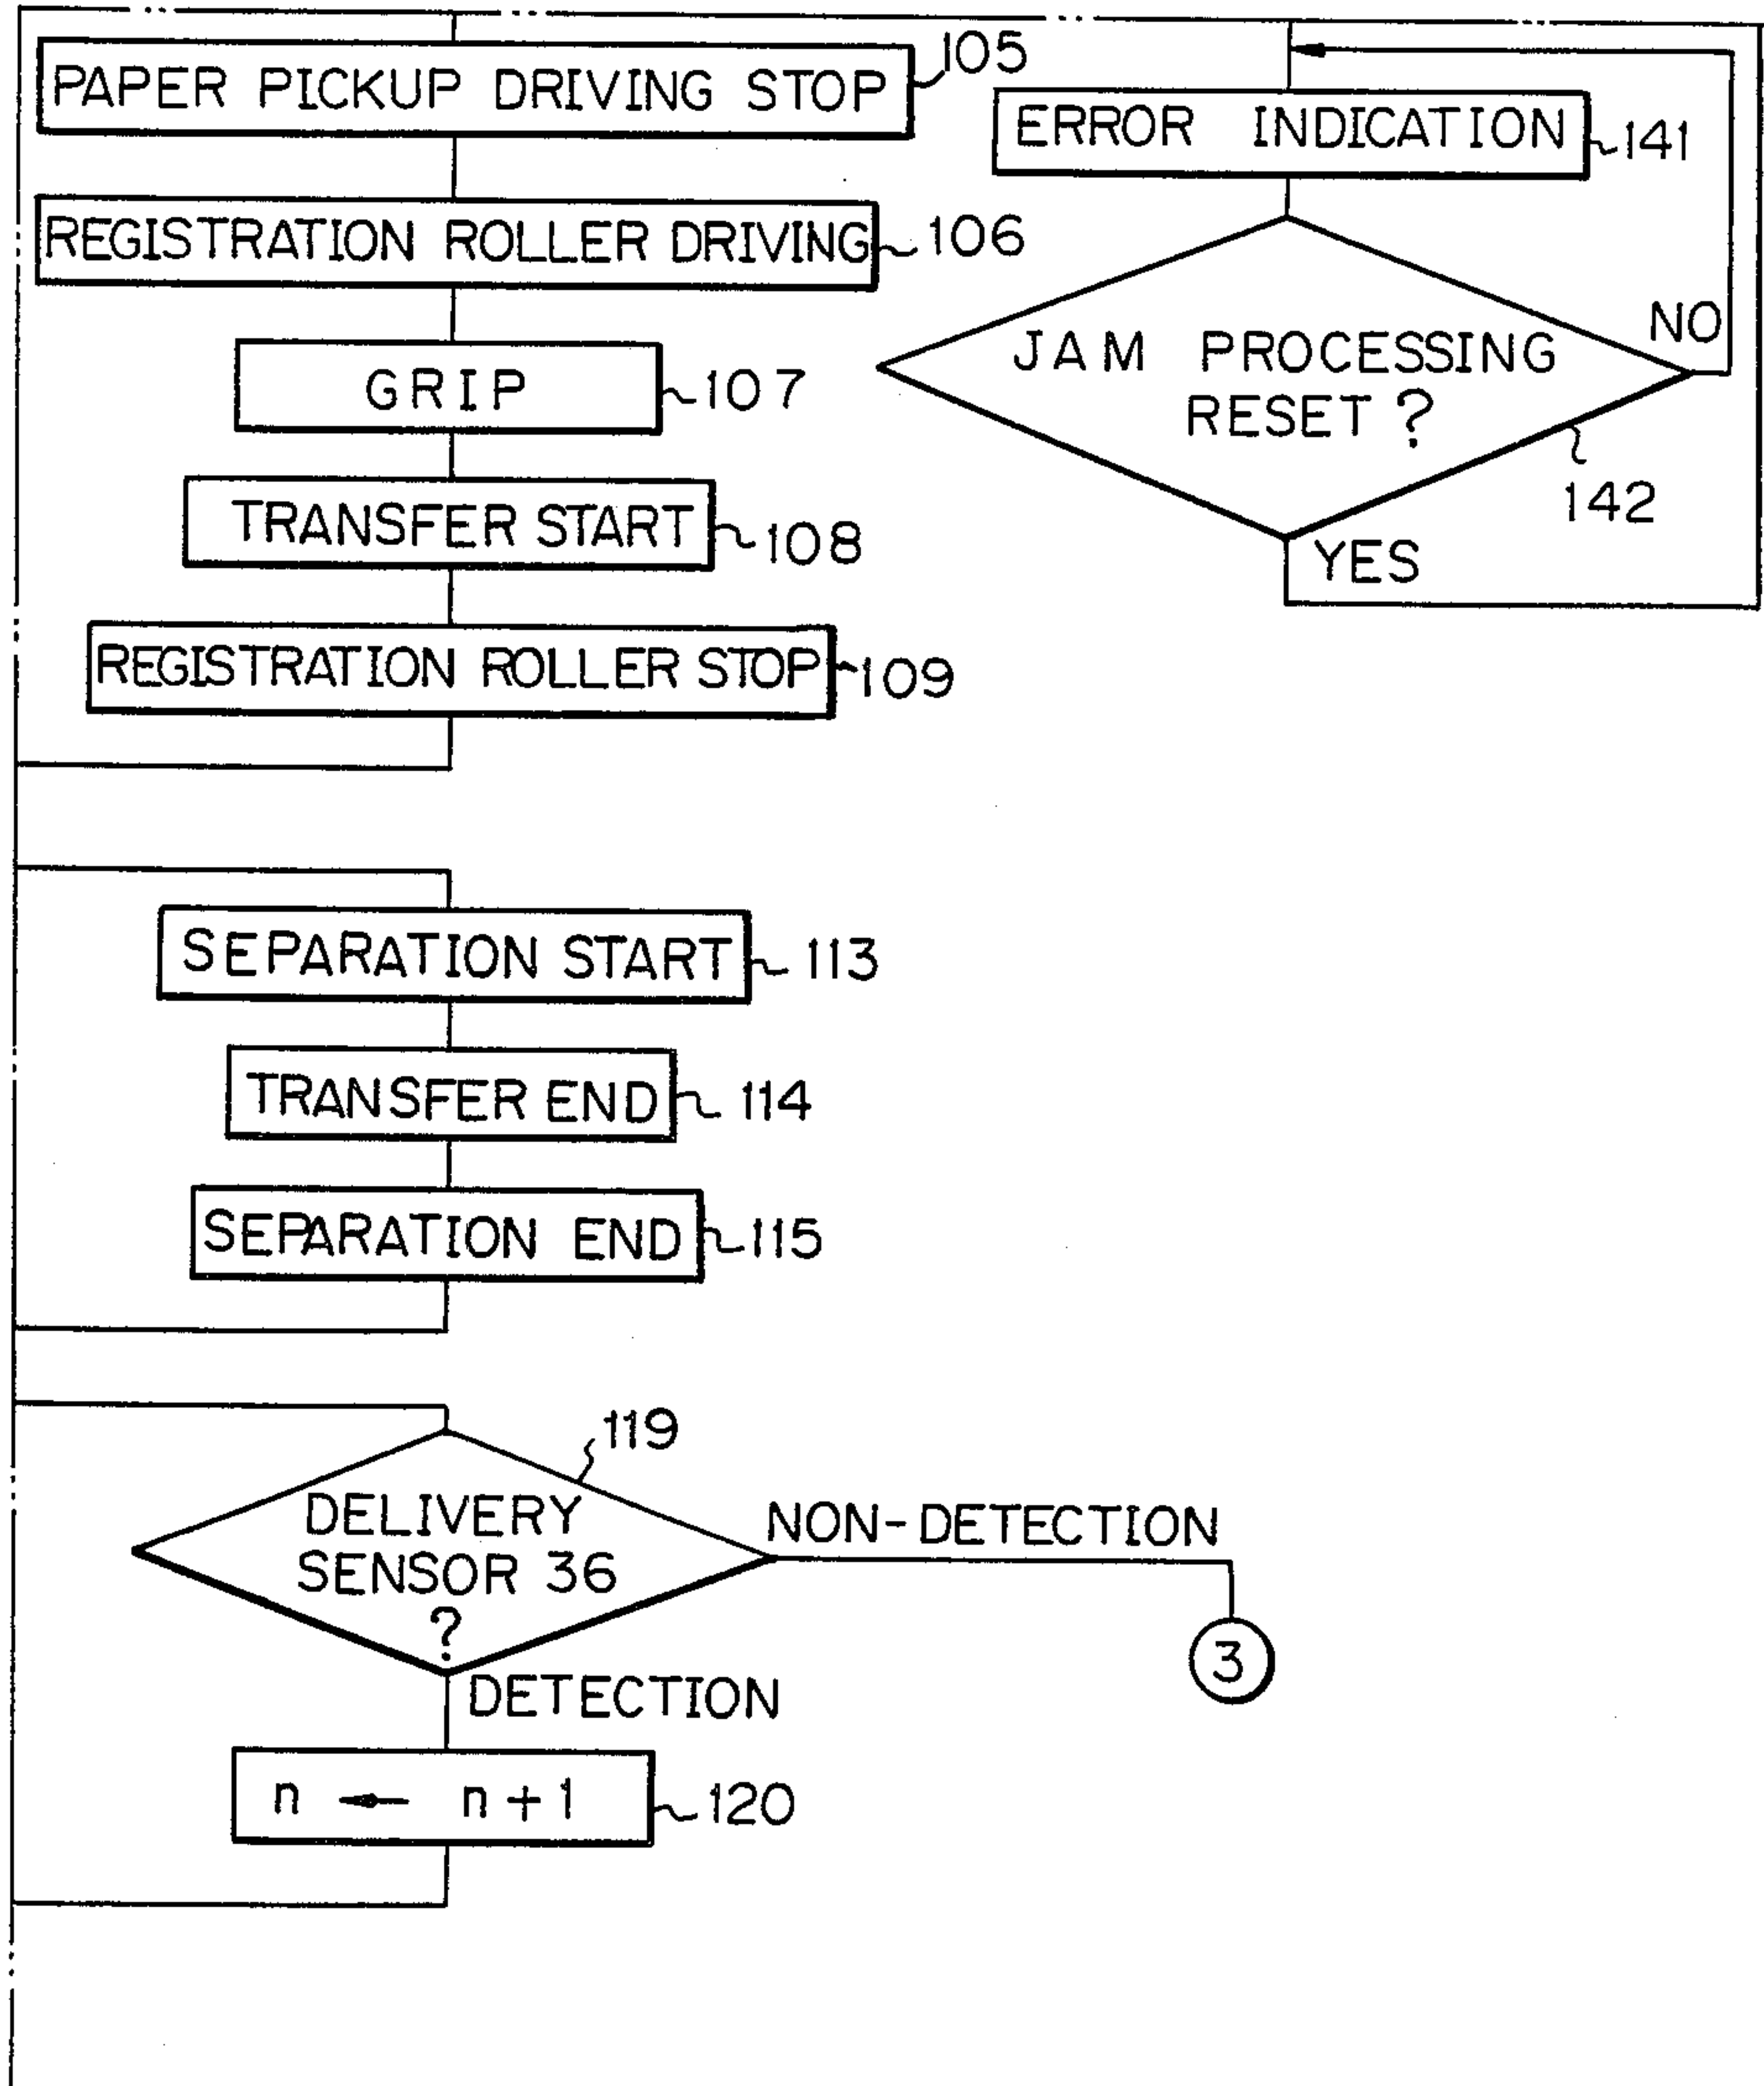 PAPER PICKUP DRIVING STOP 105
REGISTRATION ROLLER DRIVING 106
GRIP 107
TRANSFER START 108
REGISTRATION ROLLER STOP 109
ERROR INDICATION 141
JAM PROCESSING
RESET ?
NO
142
YES
SEPARATION START 113
TRANSFER END 114
SEPARATION END 115
119
DELIVERY
SENSOR 36
?
NON-DETECTION
3
DETECTION
n ← n + 1 120